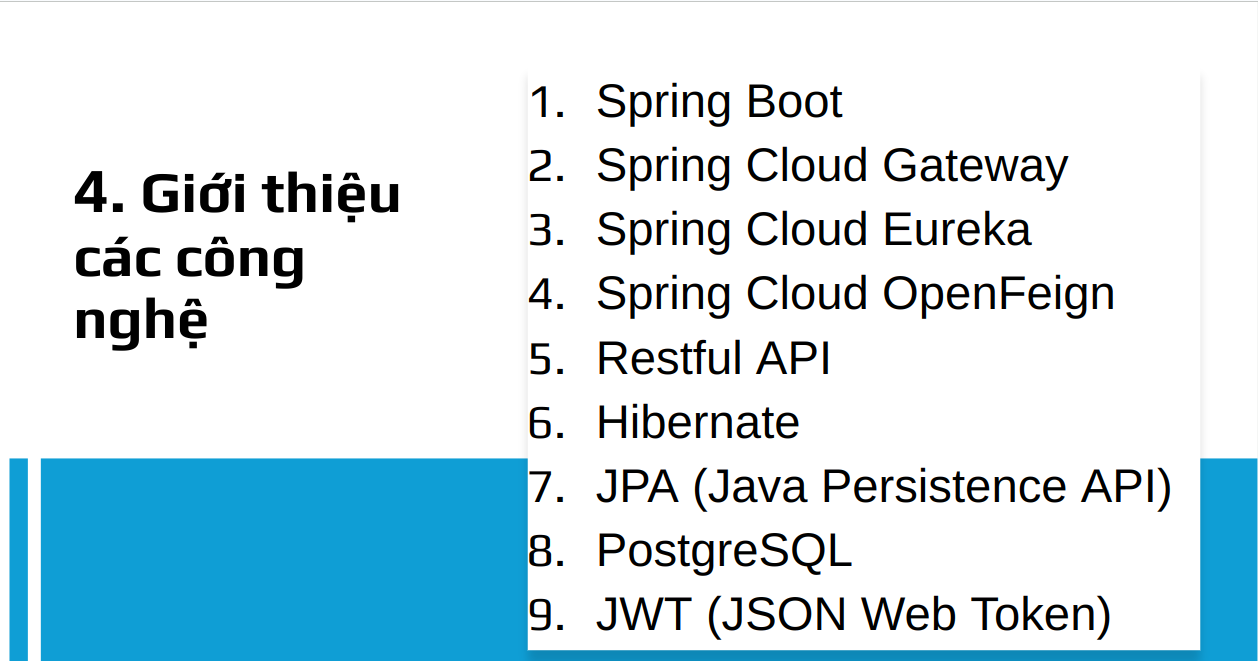 4. Giới thiệu
các công
nghệ
1. Spring Boot
2. Spring Cloud Gateway
3. Spring Cloud Eureka
4. Spring Cloud OpenFeign
5. Restful API
6. Hibernate
7. JPA (Java Persistence API)
8. PostgreSQL
9. JWT (JSON Web Token)